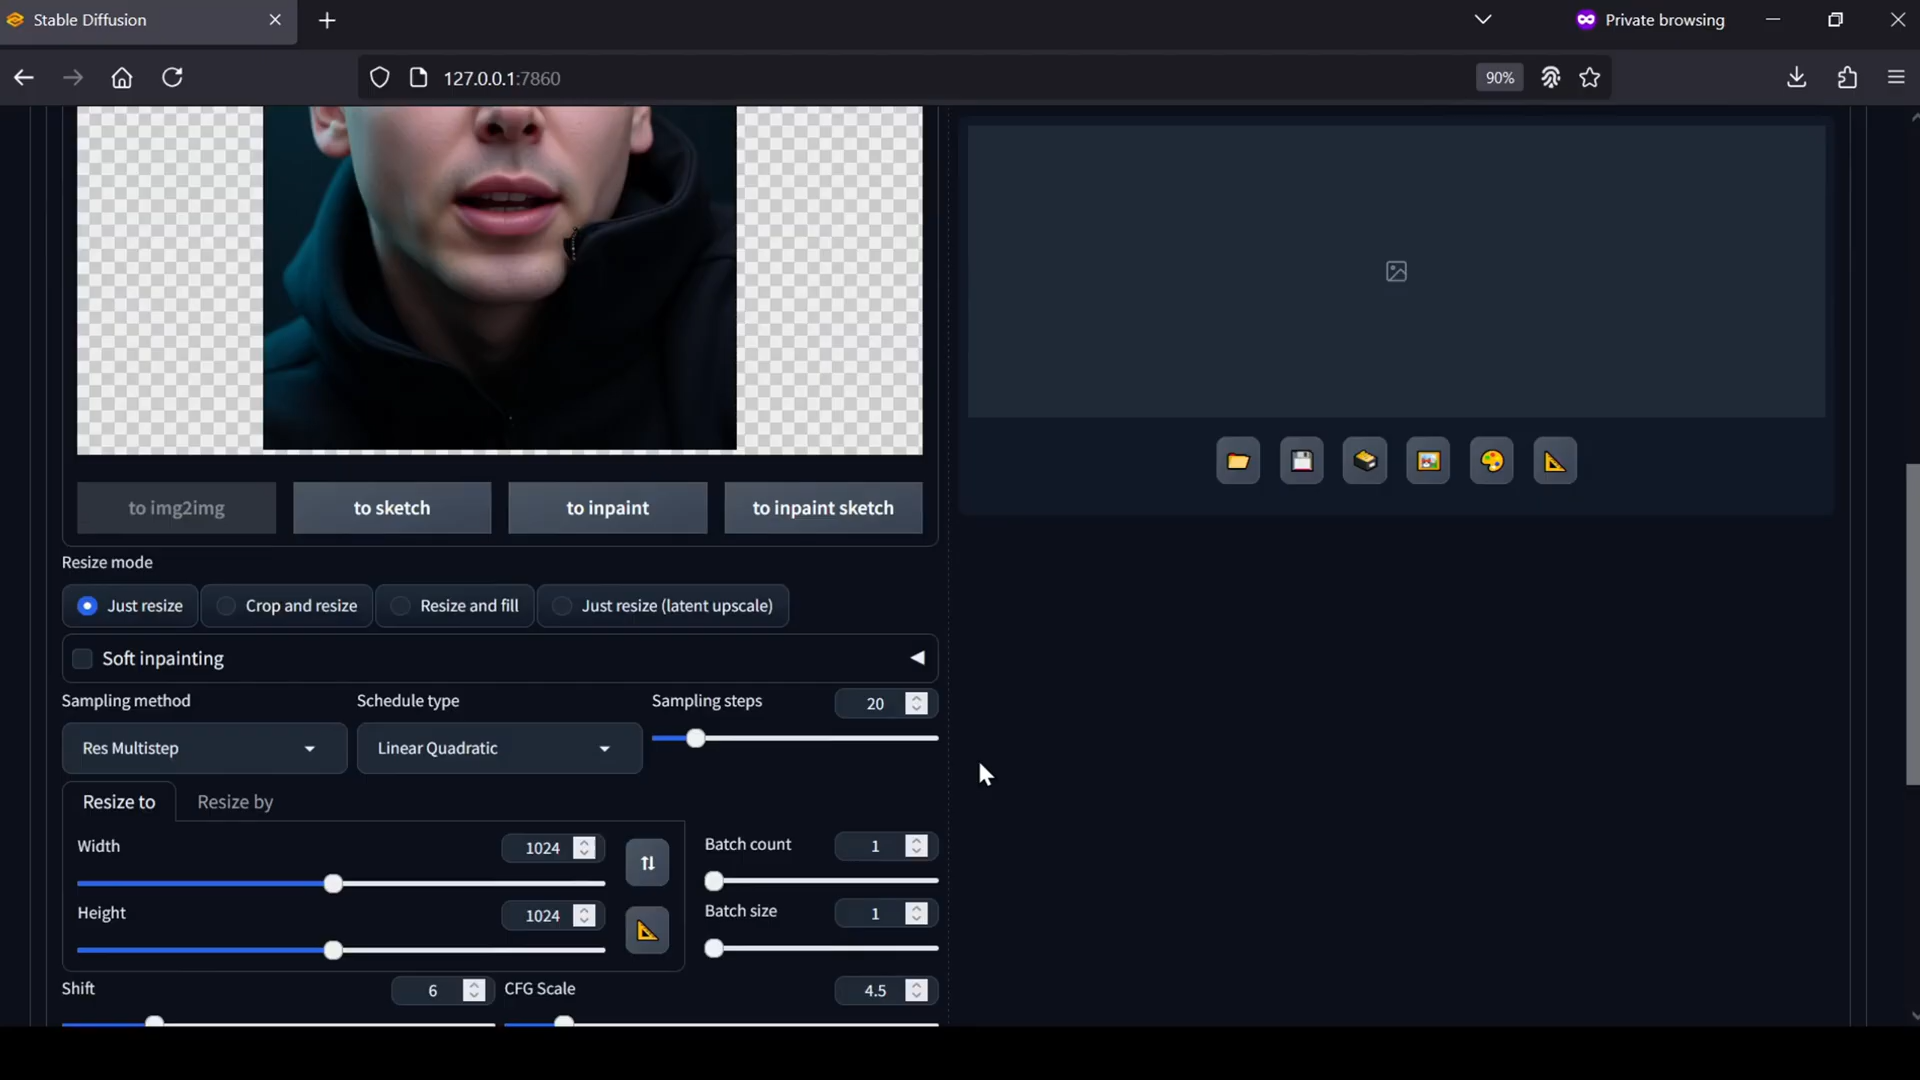 Stable Diffusion
Private browsing
127.0.0.1:7860
90%
to img2img
to sketch
to inpaint
to inpaint sketch
Resize mode
Just resize
Crop and resize
Resize and fill
Just resize (latent upscale)
Soft inpainting
Sampling method
Schedule type
Sampling steps
20
Res Multistep
Linear Quadratic
Resize to
Resize by
Width
1024
Batch count
1
Height
1024
Batch size
1
Shift
6
CFG Scale
4.5